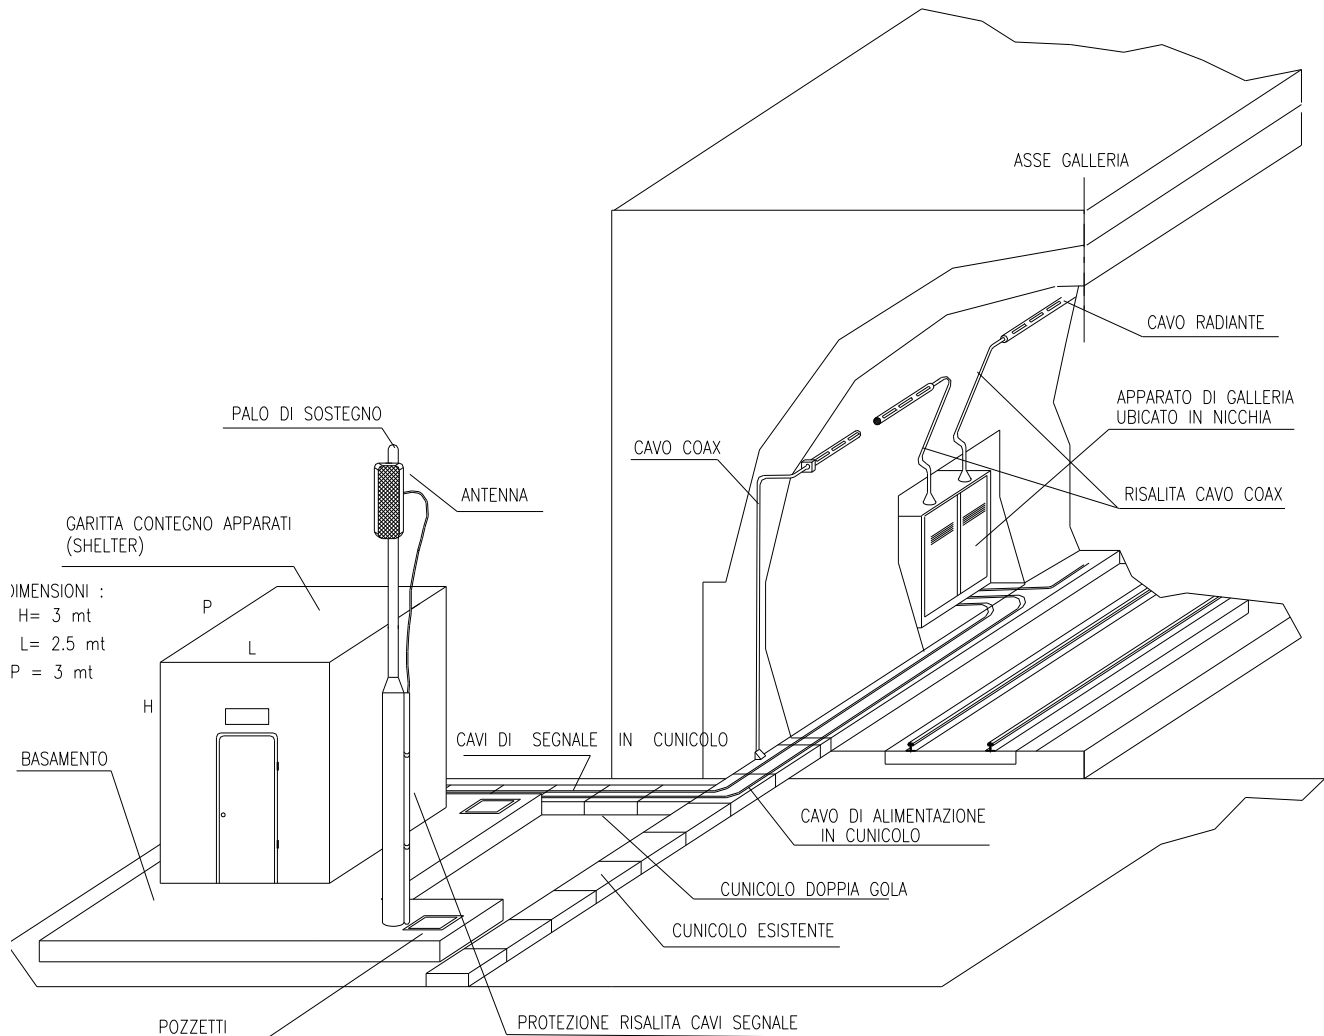 ASSE GALLERIA
CAVO RADIANTE
APPARATO DI GALLERIA
UBICATO IN NICCHIA
PALO DI SOSTEGNO
CAVO COAX
ANTENNA
RISALITA CAVO COAX
GARITTA CONTEGNO APPARATI
(SHELTER)
DIMENSIONI :
H= 3 mt
L= 2.5 mt
P = 3 mt
P
L
H
CAVI DI SEGNALE IN CUNICOLO
BASAMENTO
CAVO DI ALIMENTAZIONE
IN CUNICOLO
CUNICOLO DOPPIA GOLA
CUNICOLO ESISTENTE
POZZETTI
PROTEZIONE RISALITA CAVI SEGNALE